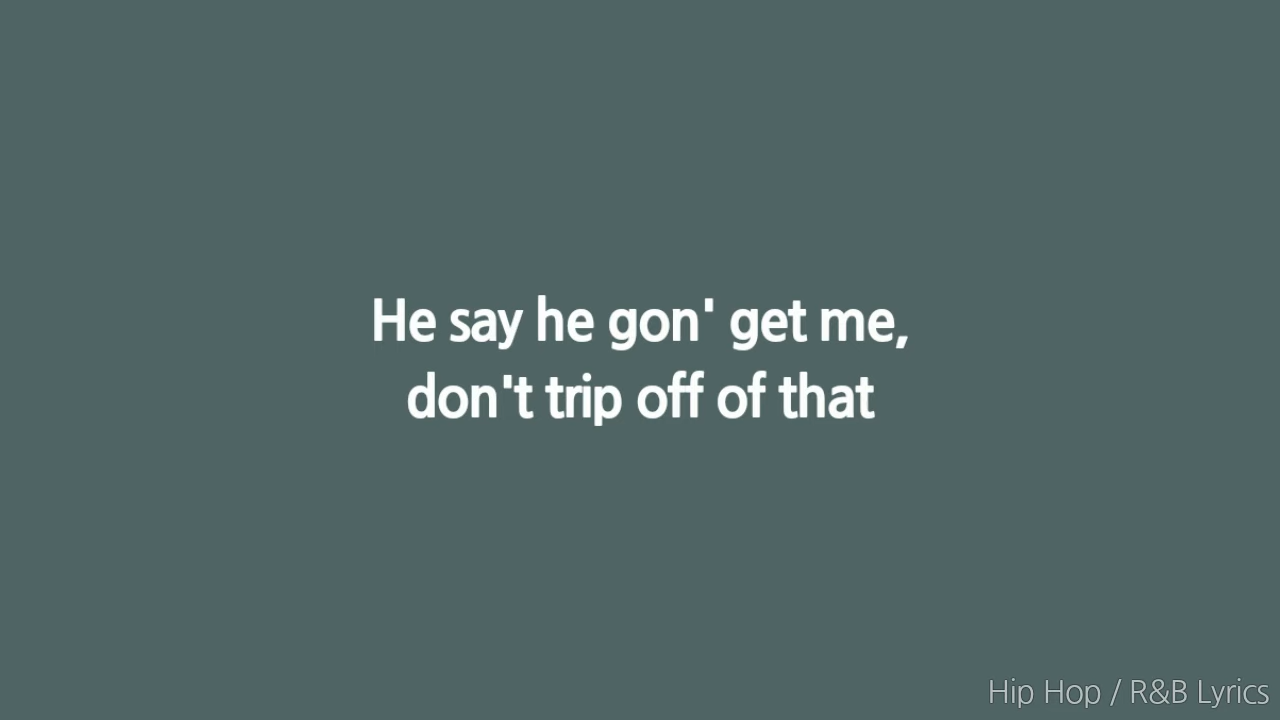 He say he gon' get me,
don't trip off of that
Hip Hop / R&B Lyrics